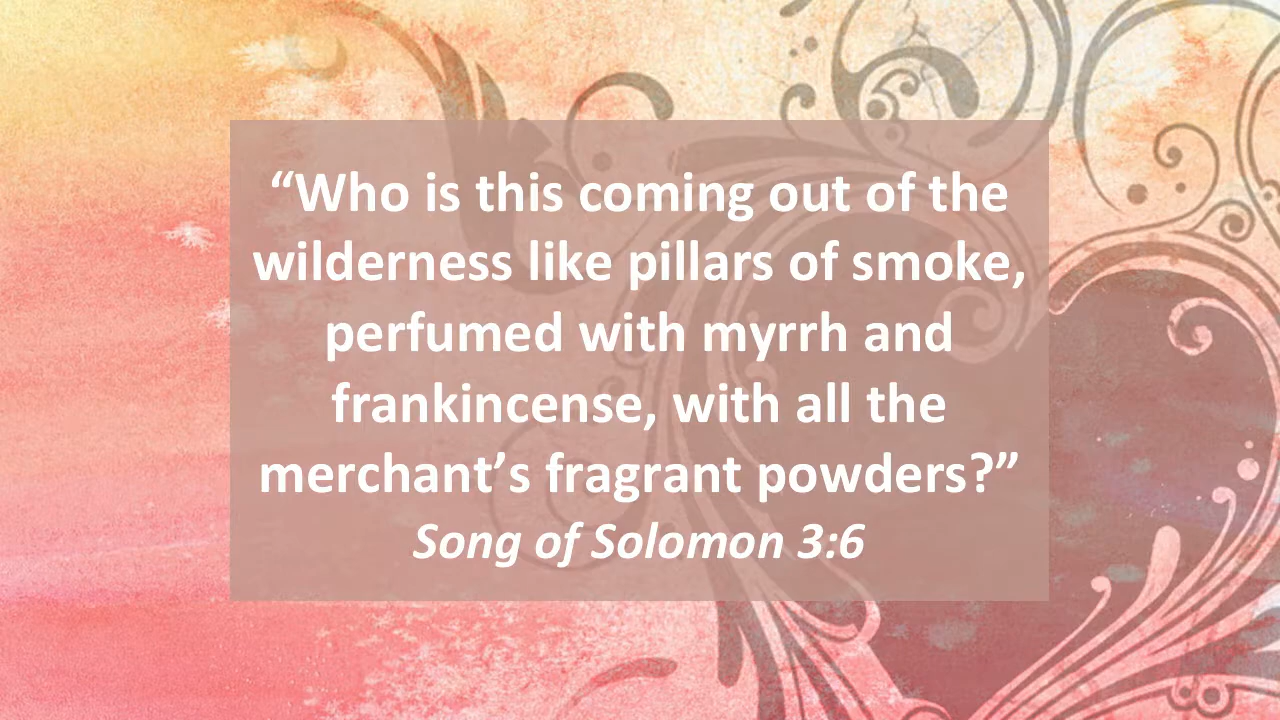 “Who is this coming out of the
wilderness like pillars of smoke,
perfumed with myrrh and
frankincense, with all the
merchant’s fragrant powders?”
Song of Solomon 3:6